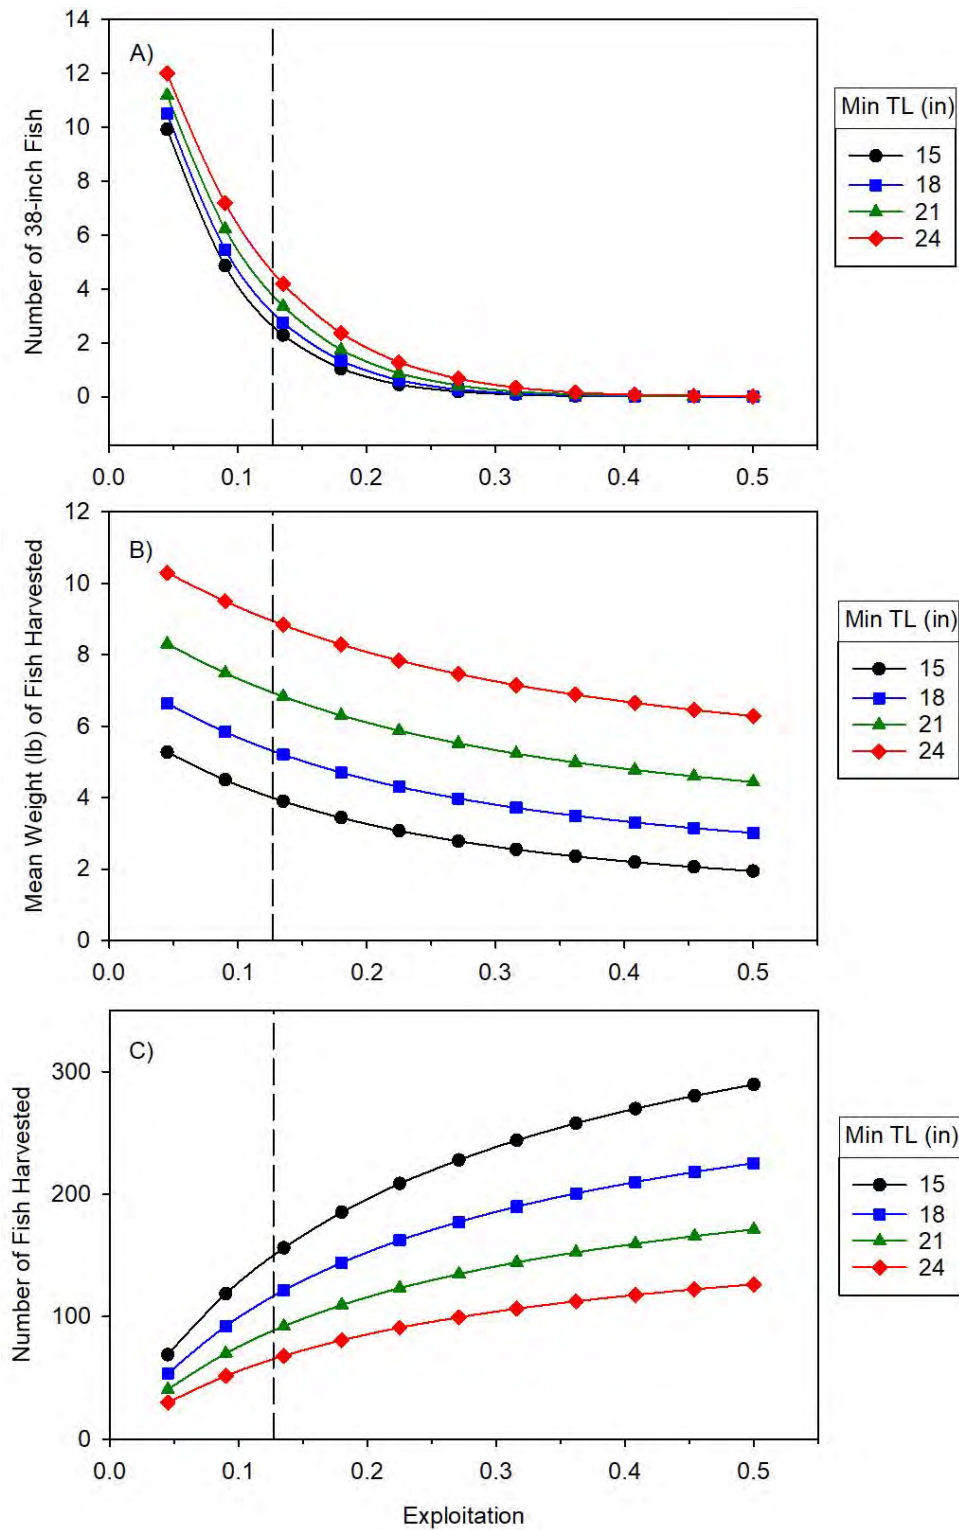 14
12
10
8
6
4
2
0
Number of 38-inch Fish
A)
0.0 0.1 0.2 0.3 0.4 0.5
Min TL (in)
15
18
21
24
12
10
8
6
4
2
0
Mean Weight (lb) of Fish Harvested
B)
0.0 0.1 0.2 0.3 0.4 0.5
Min TL (in)
15
18
21
24
300
200
100
0
Number of Fish Harvested
C)
0.0 0.1 0.2 0.3 0.4 0.5
Exploitation
Min TL (in)
15
18
21
24